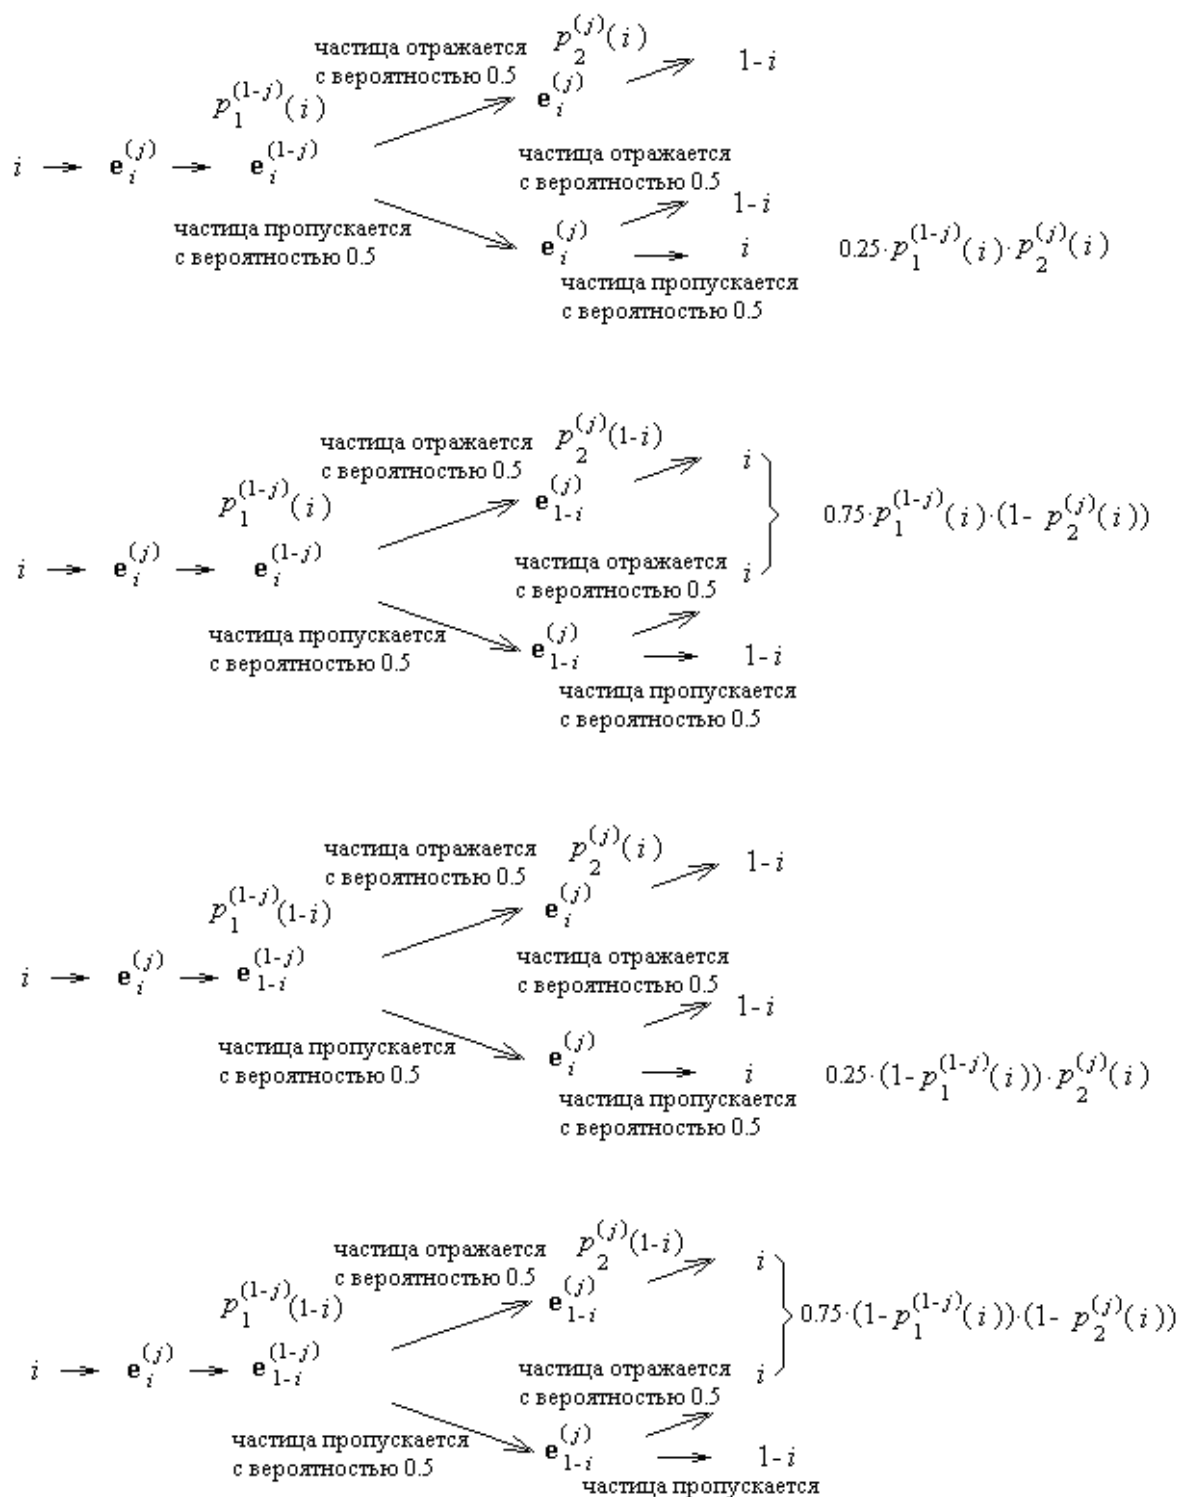 частица отражается p_2^{(j)}(i)
с вероятностью 0.5 e_i^{(j)} 1-i
p_1^{(1-j)}(i)
i e_i^{(j)} e_i^{(1-j)}
частица отражается
с вероятностью 0.5
1-i
частица пропускается
с вероятностью 0.5
e_i^{(j)} i 0.25·p_1^{(1-j)}(i)·p_2^{(j)}(i)
частица пропускается
с вероятностью 0.5
частица отражается p_2^{(j)}(1-i)
с вероятностью 0.5 i
p_1^{(1-j)}(i) e_{1-i}^{(j)} 0.75·p_1^{(1-j)}(i)·(1- p_2^{(j)}(i))
i e_i^{(j)} e_i^{(1-j)}
частица отражается
с вероятностью 0.5 i
частица пропускается
с вероятностью 0.5
e_{1-i}^{(j)} 1-i
частица пропускается
с вероятностью 0.5
частица отражается p_2^{(j)}(i) 1-i
с вероятностью 0.5
p_1^{(1-j)}(1-i) e_i^{(j)}
i e_i^{(j)} e_{1-i}^{(1-j)}
частица отражается
с вероятностью 0.5
1-i
частица пропускается
с вероятностью 0.5
e_i^{(j)} i 0.25·(1-p_1^{(1-j)}(i))·p_2^{(j)}(i)
частица пропускается
с вероятностью 0.5
частица отражается p_2^{(j)}(1-i) i
с вероятностью 0.5
p_1^{(1-j)}(1-i) e_{1-i}^{(j)} 0.75·(1-p_1^{(1-j)}(i))·(1- p_2^{(j)}(i))
i e_i^{(j)} e_{1-i}^{(1-j)}
частица отражается
с вероятностью 0.5 i
частица пропускается
с вероятностью 0.5
e_{1-i}^{(j)} 1-i
частица пропускается